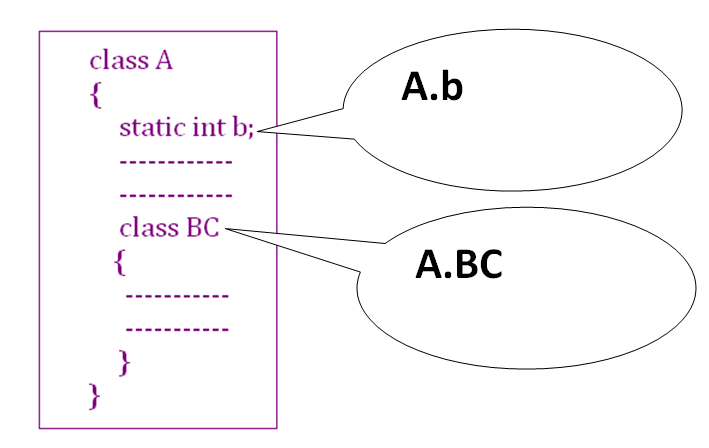 class A
{
static int b;
------------
------------
class BC
{
-----------
-----------
}
}
A.b
A.BC